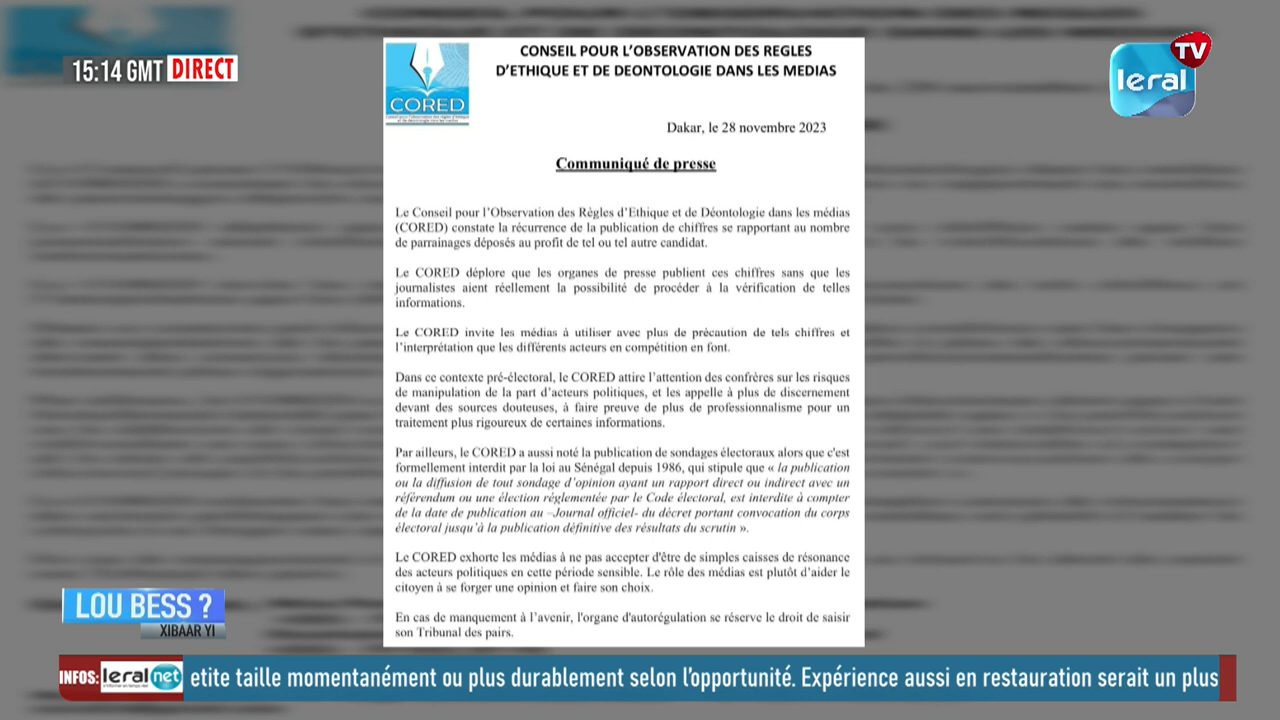 15:14 GMT DIRECT
leral TV
CORED
CONSEIL POUR L'OBSERVATION DES REGLES
D'ETHIQUE ET DE DEONTOLOGIE DANS LES MEDIAS
Dakar, le 28 novembre 2023
Communiqué de presse
Le Conseil pour l'Observation des Règles d'Ethique et de Déontologie dans les médias
(CORED) constate la récurrence de la publication de chiffres se rapportant au nombre
de parrainages déposés au profit de tel ou tel autre candidat.
Le CORED déplore que les organes de presse publient ces chiffres sans que les
journalistes aient réellement la possibilité de procéder à la vérification de telles
informations.
Le CORED invite les médias à utiliser avec plus de précaution de tels chiffres et
l'interprétation que les différents acteurs en compétition en font.
Dans ce contexte pré-électoral, le CORED attire l'attention des confrères sur les risques
de manipulation de la part d'acteurs politiques, et les appelle à plus de discernement
devant des sources douteuses, à faire preuve de plus de professionnalisme pour un
traitement plus rigoureux de certaines informations.
Par ailleurs, le CORED a aussi noté la publication de sondages électoraux alors que c'est
formellement interdit par la loi au Sénégal depuis 1986, qui stipule que « la publication
ou la diffusion de tout sondage d'opinion ayant un rapport direct ou indirect avec un
référendum ou une élection réglementée par le Code électoral, est interdite à compter
de la date de publication au –Journal officiel- du décret portant convocation du corps
électoral jusqu'à la publication définitive des résultats du scrutin ».
Le CORED exhorte les médias à ne pas accepter d'être de simples caisses de résonance
des acteurs politiques en cette période sensible. Le rôle des médias est plutôt d'aider le
citoyen à se forger une opinion et faire son choix.
En cas de manquement à l'avenir, l'organe d'autorégulation se réserve le droit de saisir
son Tribunal des pairs.
LOU BESS ?
XIBAAR YI
INFOS: leral net etite taille momentanément ou plus durablement selon l'opportunité. Expérience aussi en restauration serait un plus